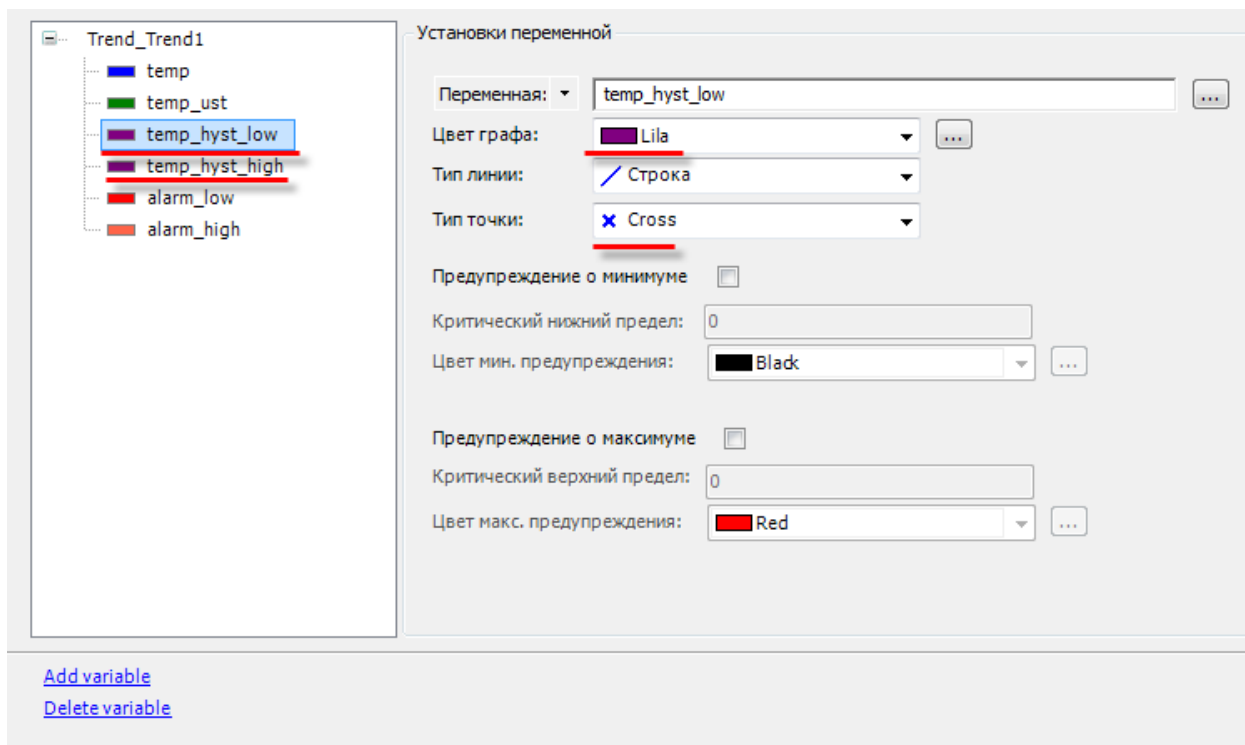 Trend_Trend1
temp
temp_ust
temp_hyst_low
temp_hyst_high
alarm_low
alarm_high
Установки переменной
Переменная: temp_hyst_low ...
Цвет графа: Lila ...
Тип линии: Строка
Тип точки: Cross
Предупреждение о минимуме
Критический нижний предел: 0
Цвет мин. предупреждения: Black ...
Предупреждение о максимуме
Критический верхний предел: 0
Цвет макс. предупреждения: Red ...
Add variable
Delete variable